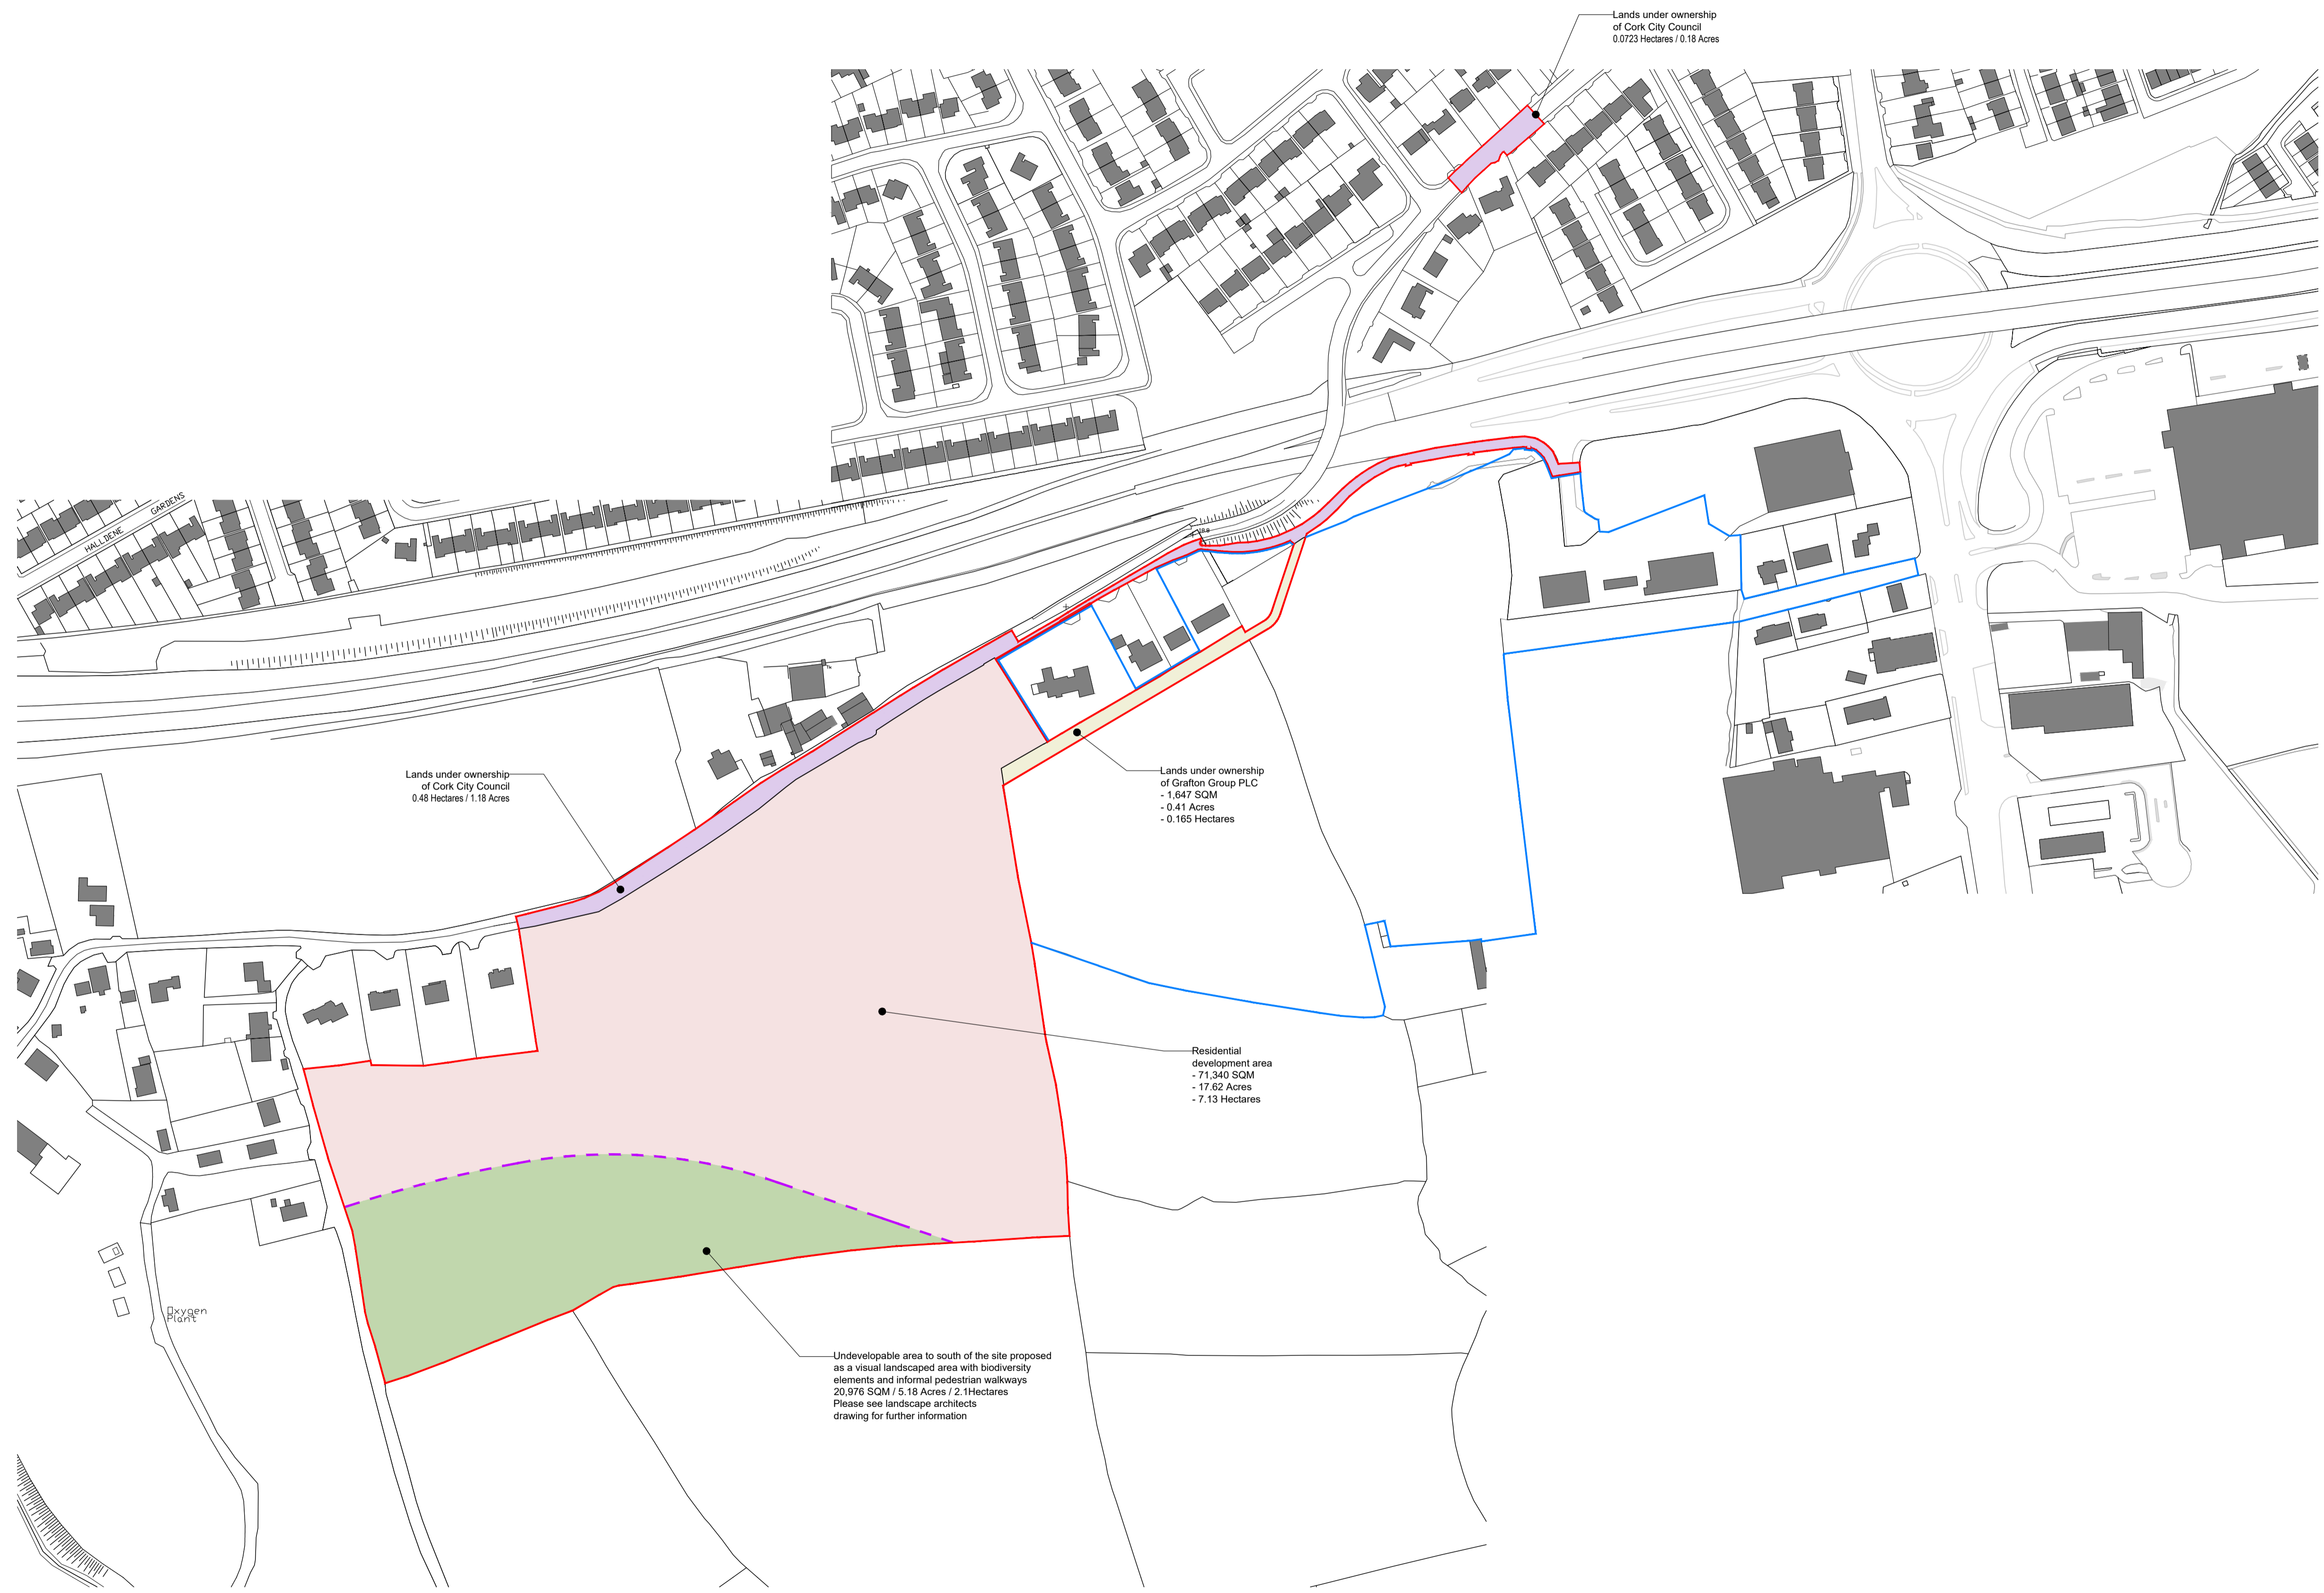 Lands under ownership
of Cork City Council
0.0723 Hectares / 0.18 Acres
HALLDENE GARDENS
Lands under ownership
of Cork City Council
0.48 Hectares / 1.18 Acres
Lands under ownership
of Grafton Group PLC
- 1,647 SQM
- 0.41 Acres
- 0.165 Hectares
Residential
development area
- 71,340 SQM
- 17.62 Acres
- 7.13 Hectares
Oxygen
Plant
Undevelopable area to south of the site proposed
as a visual landscaped area with biodiversity
elements and informal pedestrian walkways
20,976 SQM / 5.18 Acres / 2.1Hectares
Please see landscape architects
drawing for further information